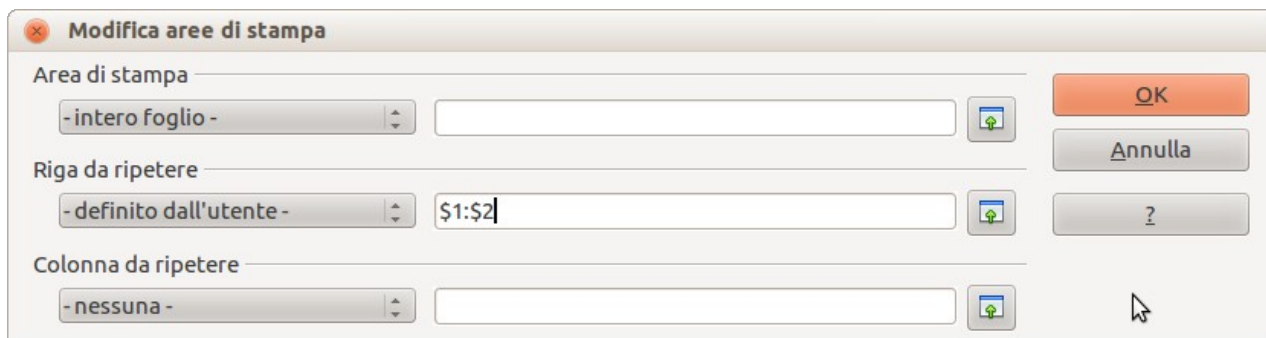 Modifica aree di stampa
Area di stampa
- intero foglio -
OK
Annulla
Riga da ripetere
- definito dall'utente -
$1:$2
?
Colonna da ripetere
- nessuna -